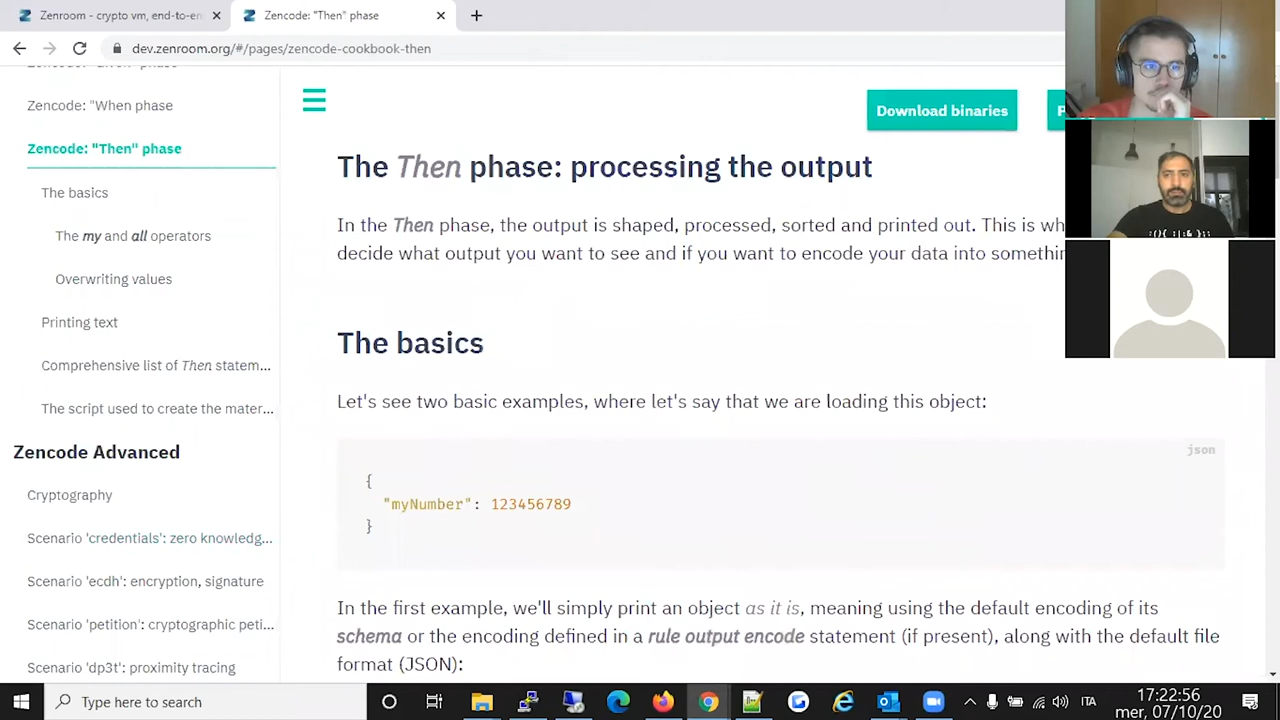 Zenroom - crypto vm, end-to-en
Zencode: "Then" phase
dev.zenroom.org/#/pages/zencode-cookbook-then
Zencode: "Given" phase
Zencode: "When phase
Zencode: "Then" phase
The basics
The my and all operators
Overwriting values
Printing text
Comprehensive list of Then statem...
The script used to create the mater...
Zencode Advanced
Cryptography
Scenario 'credentials': zero knowledg...
Scenario 'ecdh': encryption, signature
Scenario 'petition': cryptographic peti...
Scenario 'dp3t': proximity tracing
Download binaries
The Then phase: processing the output
In the Then phase, the output is shaped, processed, sorted and printed out. This is wh
decide what output you want to see and if you want to encode your data into somethin
The basics
Let's see two basic examples, where let's say that we are loading this object:
json
{
"myNumber": 123456789
}
In the first example, we'll simply print an object as it is, meaning using the default encoding of its
schema or the encoding defined in a rule output encode statement (if present), along with the default file
format (JSON):
Type here to search
ITA
17:22:56
mer, 07/10/20